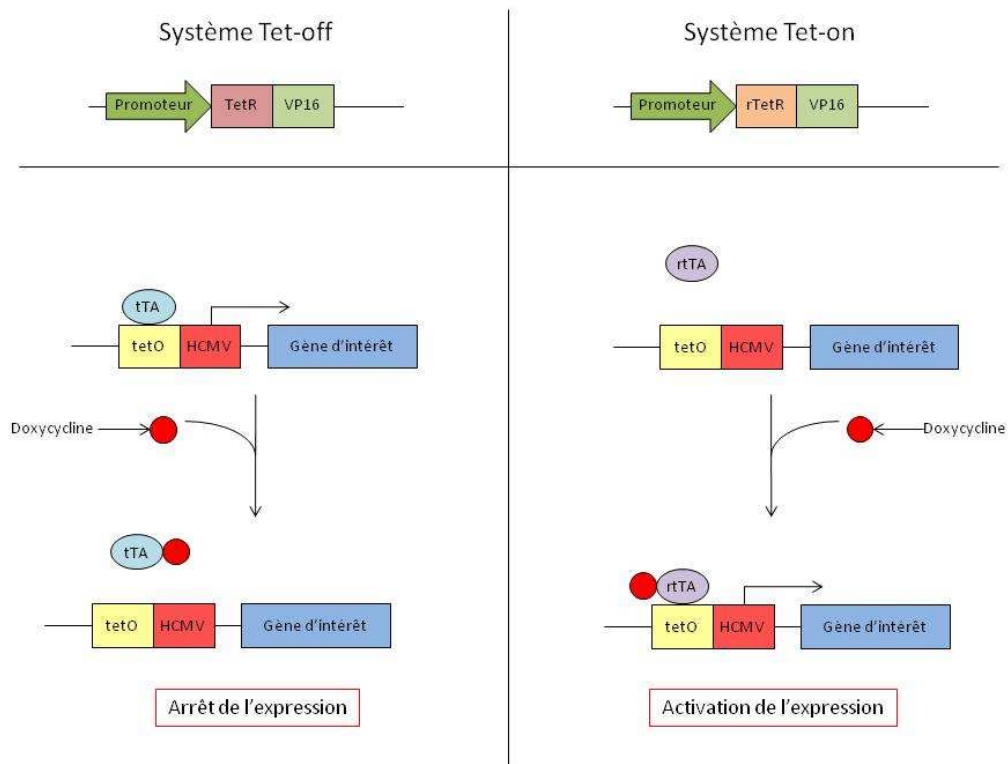 Système Tet-off
Promoteur TetR VP16
tTA
tetO HCMV Gène d'intérêt
Doxycycline
tTA
tetO HCMV Gène d'intérêt
Arrêt de l'expression
Système Tet-on
Promoteur rTetR VP16
rtTA
tetO HCMV Gène d'intérêt
Doxycycline
rtTA
tetO HCMV Gène d'intérêt
Activation de l'expression